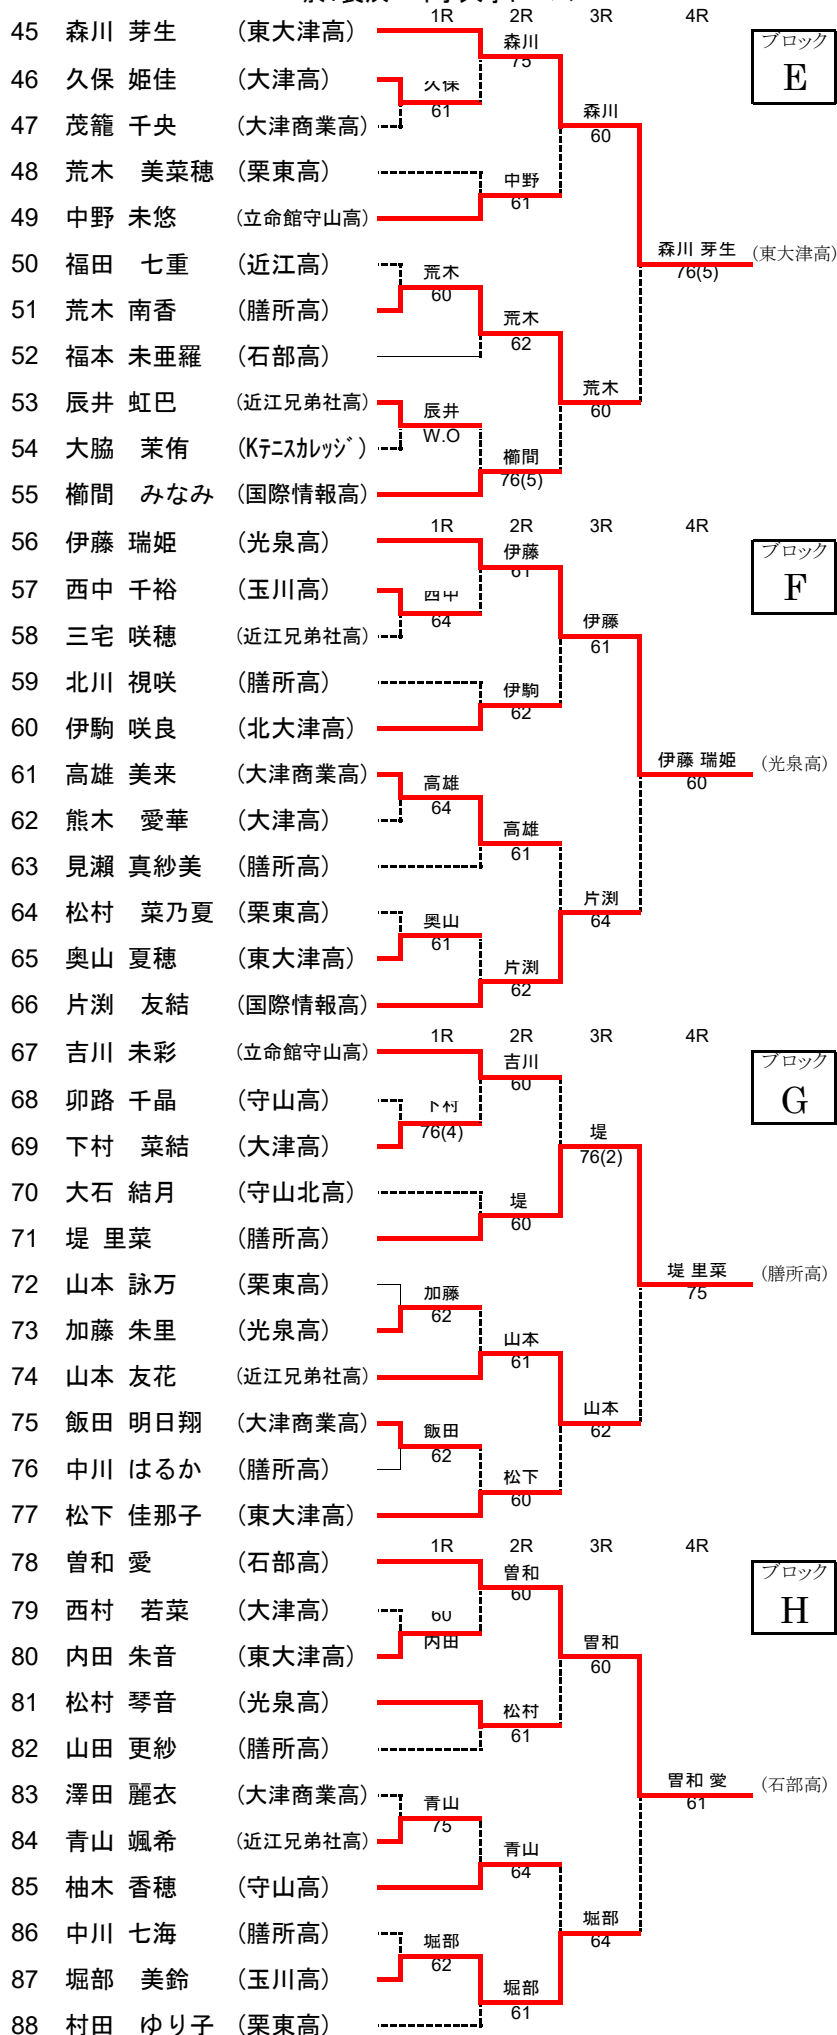 1R 2R 3R 4R
45 森川 芽生 (東大津高)
森川
75
ブロック
E
46 久保 姫佳 (大津高)
久保
61
47 茂籠 千央 (大津商業高)
森川
60
48 荒木 美菜穂 (栗東高)
中野
61
49 中野 未悠 (立命館守山高)
森川 芽生 (東大津高)
76(5)
50 福田 七重 (近江高)
荒木
60
51 荒木 南香 (膳所高)
荒木
62
52 福本 未亜羅 (石部高)
荒木
60
53 辰井 虹巴 (近江兄弟社高)
辰井
W.O
54 大脇 茉侑 (Kテニスカレッジ)
櫛間
76(5)
55 櫛間 みなみ (国際情報高)
1R 2R 3R 4R
56 伊藤 瑞姫 (光泉高)
伊藤
61
ブロック
F
57 西中 千裕 (玉川高)
西中
64
58 三宅 咲穂 (近江兄弟社高)
伊藤
61
59 北川 視咲 (膳所高)
伊駒
62
60 伊駒 咲良 (北大津高)
伊藤 瑞姫 (光泉高)
60
61 高雄 美来 (大津商業高)
高雄
64
62 熊木 愛華 (大津高)
高雄
61
63 見瀬 真紗美 (膳所高)
片渕
64
64 松村 菜乃夏 (栗東高)
奥山
61
65 奥山 夏穂 (東大津高)
片渕
62
66 片渕 友結 (国際情報高)
1R 2R 3R 4R
67 吉川 未彩 (立命館守山高)
吉川
60
ブロック
G
68 卯路 千晶 (守山高)
下村
76(4)
69 下村 菜結 (大津高)
堤
76(2)
70 大石 結月 (守山北高)
堤
60
71 堤 里菜 (膳所高)
堤 里菜 (膳所高)
75
72 山本 詠万 (栗東高)
加藤
62
73 加藤 朱里 (光泉高)
山本
61
74 山本 友花 (近江兄弟社高)
山本
62
75 飯田 明日翔 (大津商業高)
飯田
62
76 中川 はるか (膳所高)
松下
60
77 松下 佳那子 (東大津高)
1R 2R 3R 4R
78 曽和 愛 (石部高)
曽和
60
ブロック
H
79 西村 若菜 (大津高)
60
内田
80 内田 朱音 (東大津高)
曽和
60
81 松村 琴音 (光泉高)
松村
61
82 山田 更紗 (膳所高)
曽和 愛 (石部高)
61
83 澤田 麗衣 (大津商業高)
青山
75
84 青山 颯希 (近江兄弟社高)
青山
64
85 柚木 香穂 (守山高)
堀部
64
86 中川 七海 (膳所高)
堀部
62
87 堀部 美鈴 (玉川高)
堀部
61
88 村田 ゆり子 (栗東高)